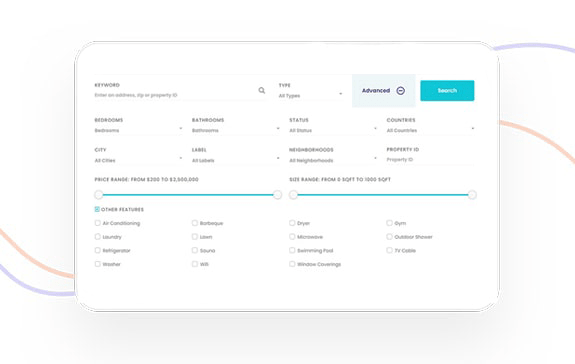 KEYWORD
Enter an address, zip or property ID
TYPE
All Types
Advanced
Search
BEDROOMS
Bedrooms
BATHROOMS
Bathrooms
STATUS
All Status
COUNTRIES
All Countries
CITY
All Cities
LABEL
All Labels
NEIGHBORHOODS
All Neighborhoods
PROPERTY ID
Property ID
PRICE RANGE: FROM $200 TO $2,500,000
SIZE RANGE: FROM 0 SQFT TO 1000 SQFT
OTHER FEATURES
Air Conditioning
Barbeque
Dryer
Gym
Laundry
Lawn
Microwave
Outdoor Shower
Refrigerator
Sauna
Swimming Pool
TV Cable
Washer
Wifi
Window Coverings